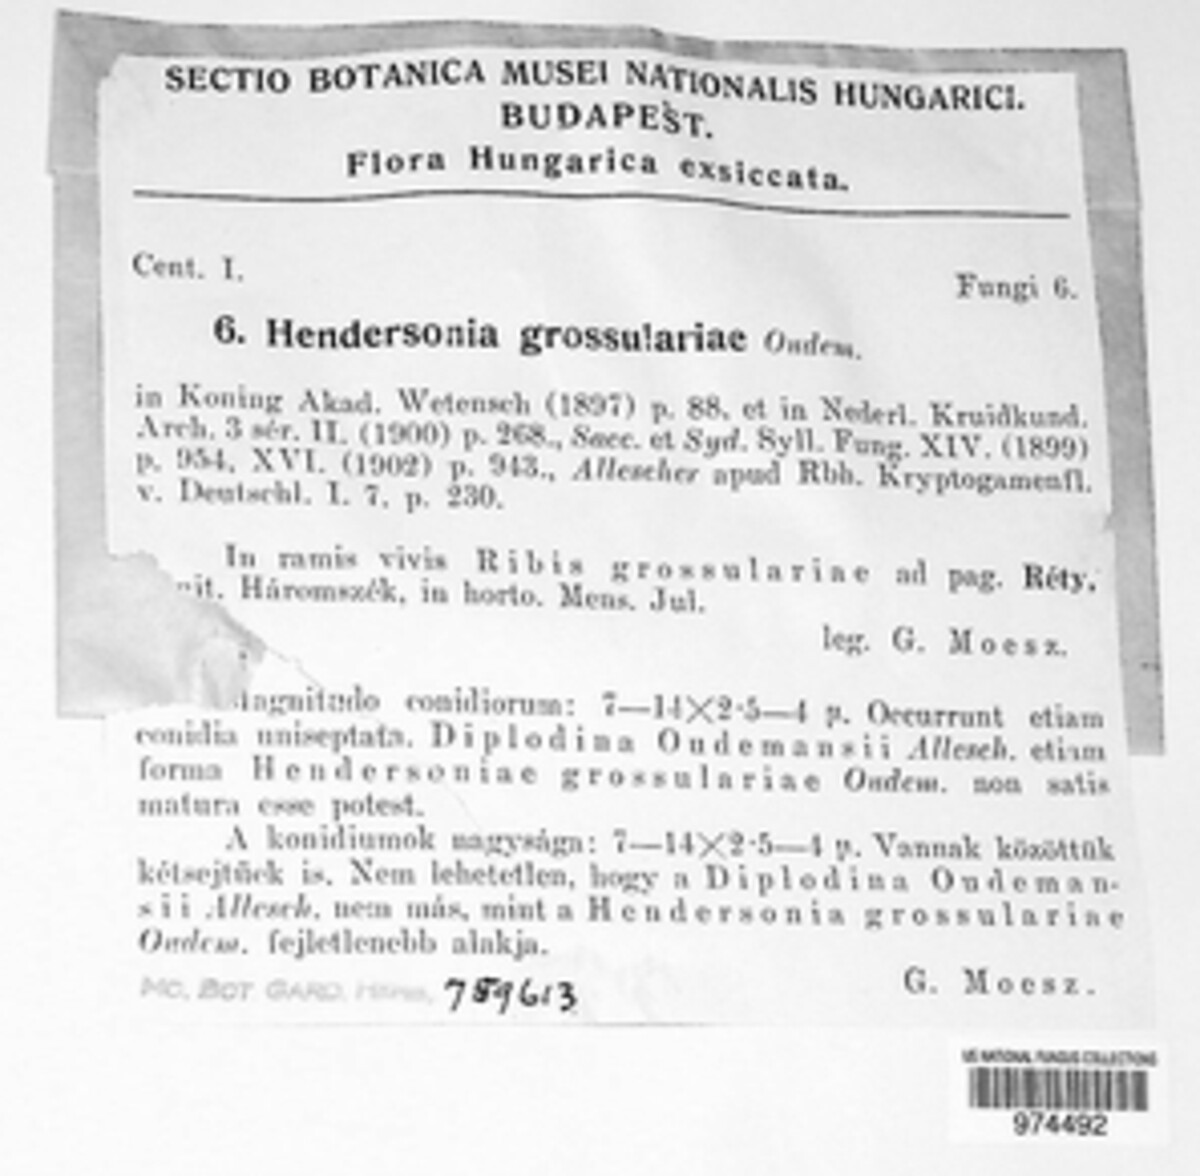 SECTIO BOTANICA MUSEI NATIONALIS HUNGARICI.
BUDAPEST.
Flora Hungarica exsiccata.
Cent. I.
Fungi 6.
6. Hendersonia grossulariae Oudem.
in Koning Akad. Wetensch (1897) p. 88. et in Nederl. Kruidkund.
Arch. 3 sér. II. (1900) p. 268., Sacc. et Syd. Syll. Fung. XIV. (1899)
p. 954, XVI. (1902) p. 943., Allescher apud Rbh. Kryptogamenfl.
v. Deutschl. I. 7. p. 230.
In ramis vivis Ribis grossulariae ad pag. Réty,
it. Háromszék, in horto. Mens. Jul.
leg. G. Moesz.
agnitudo conidiorum: 7—14×2·5—4 μ. Occurrunt etiam
conidia uniseptata. Diplodina Oudemansii Allesch. etiam
forma Hendersoniae grossulariae Oudem. non satis
matura esse potest.
A konidiumok nagysága: 7—14×2·5—4 μ. Vannak közöttük
kétsejtűek is. Nem lehetetlen, hogy a Diplodina Oudeman-
sii Allesch. nem más, mint a Hendersonia grossulariae
Oudem. fejletlenebb alakja.
G. Moesz.
MO. BOT. GARD. Herb. 759613
US NATIONAL FUNGUS COLLECTIONS
974492